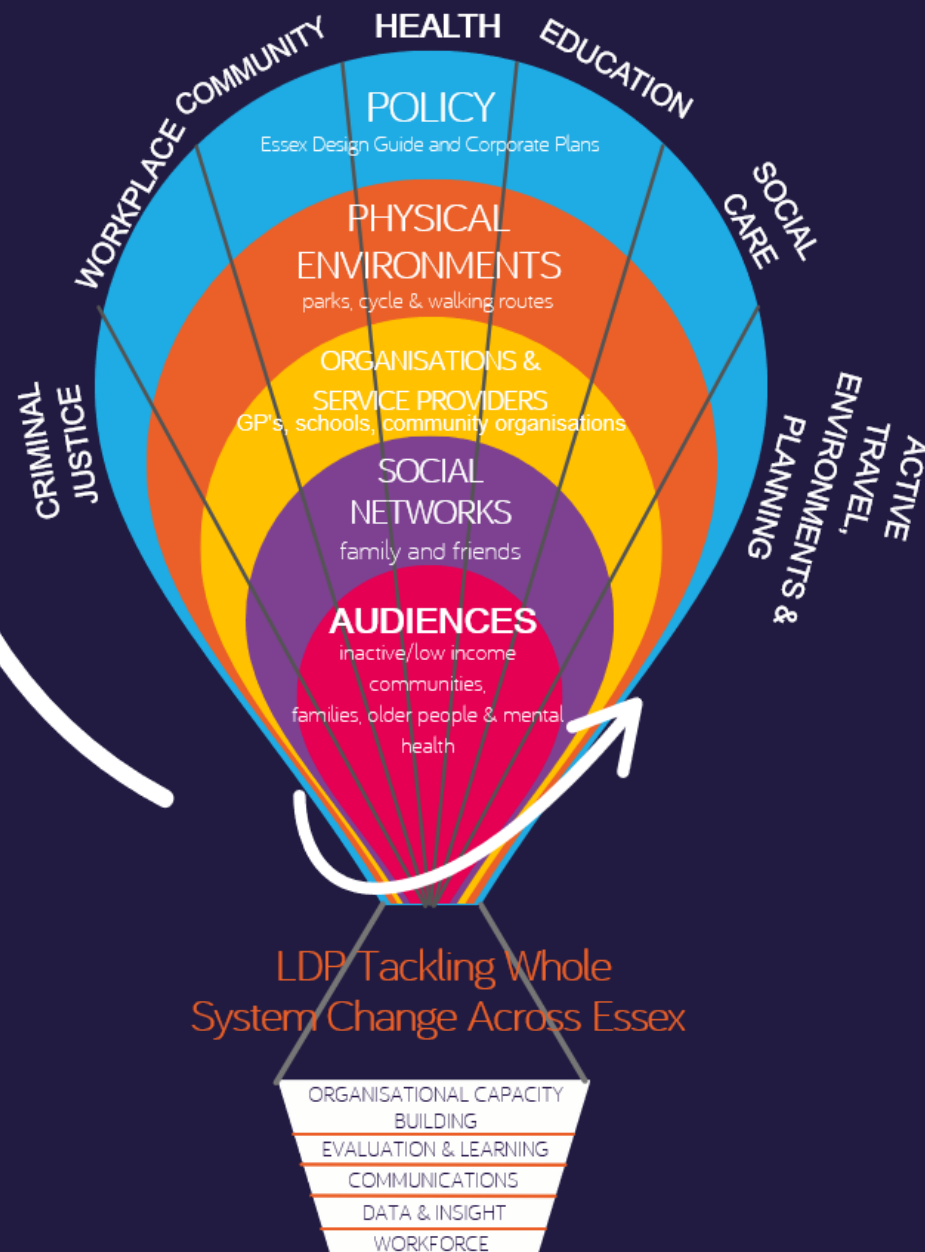 HEALTH
COMMUNITY
EDUCATION
WORKPLACE
SOCIAL
CARE
CRIMINAL
JUSTICE
ACTIVE
TRAVEL,
ENVIRONMENTS &
PLANNING
POLICY
Essex Design Guide and Corporate Plans
PHYSICAL
ENVIRONMENTS
parks, cycle & walking routes
ORGANISATIONS &
SERVICE PROVIDERS
GP's, schools, community organisations
SOCIAL
NETWORKS
family and friends
AUDIENCES
inactive/low income
communities,
families, older people & mental
health
LDP Tackling Whole
System Change Across Essex
ORGANISATIONAL CAPACITY
BUILDING
EVALUATION & LEARNING
COMMUNICATIONS
DATA & INSIGHT
WORKFORCE